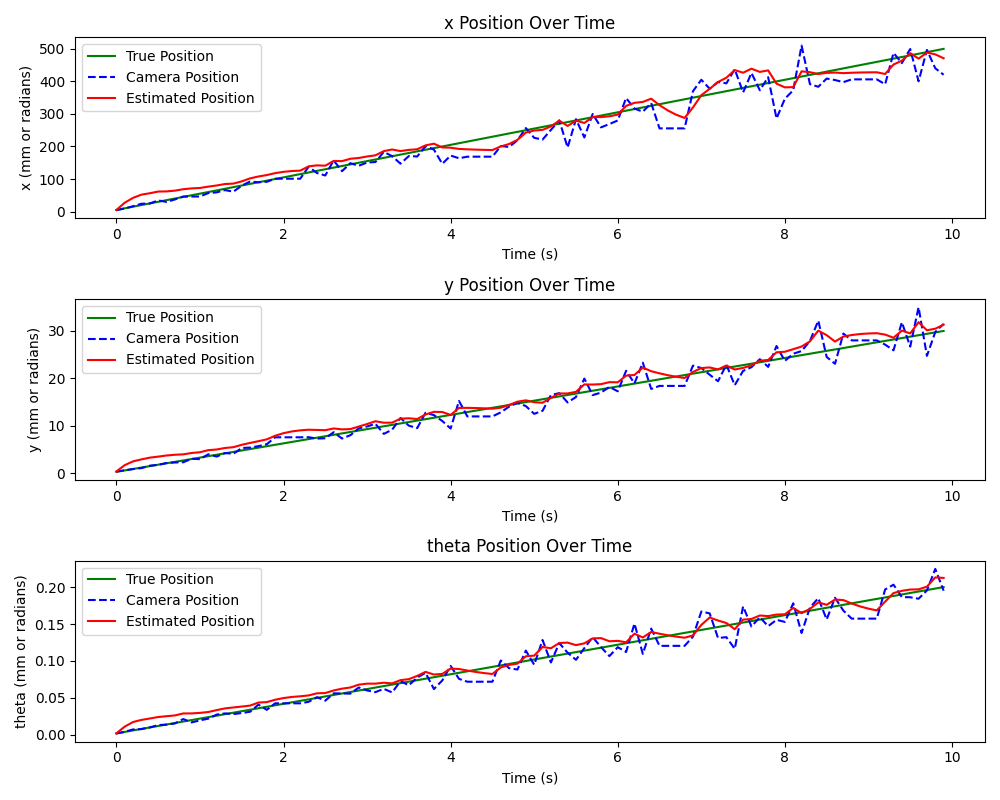 x Position Over Time
x (mm or radians)
500
400
300
200
100
0
True Position
Camera Position
Estimated Position
0 2 4 6 8 10
Time (s)
y Position Over Time
y (mm or radians)
30
20
10
0
True Position
Camera Position
Estimated Position
0 2 4 6 8 10
Time (s)
theta Position Over Time
theta (mm or radians)
0.20
0.15
0.10
0.05
0.00
True Position
Camera Position
Estimated Position
0 2 4 6 8 10
Time (s)